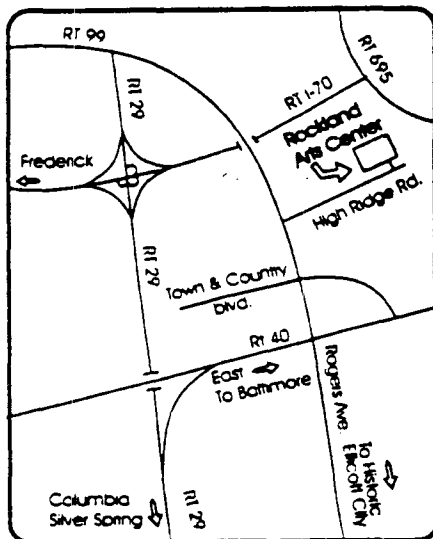 RT 99
RT 29
RT 695
RT I-70
Rockland
Arts Center
Frederick
High Ridge Rd.
RT 29
Town & Country
blvd.
RT 40
East
To Baltimore
Rogers Ave.
To Historic
Ellicott City
Columbia
Silver Spring
RT 29